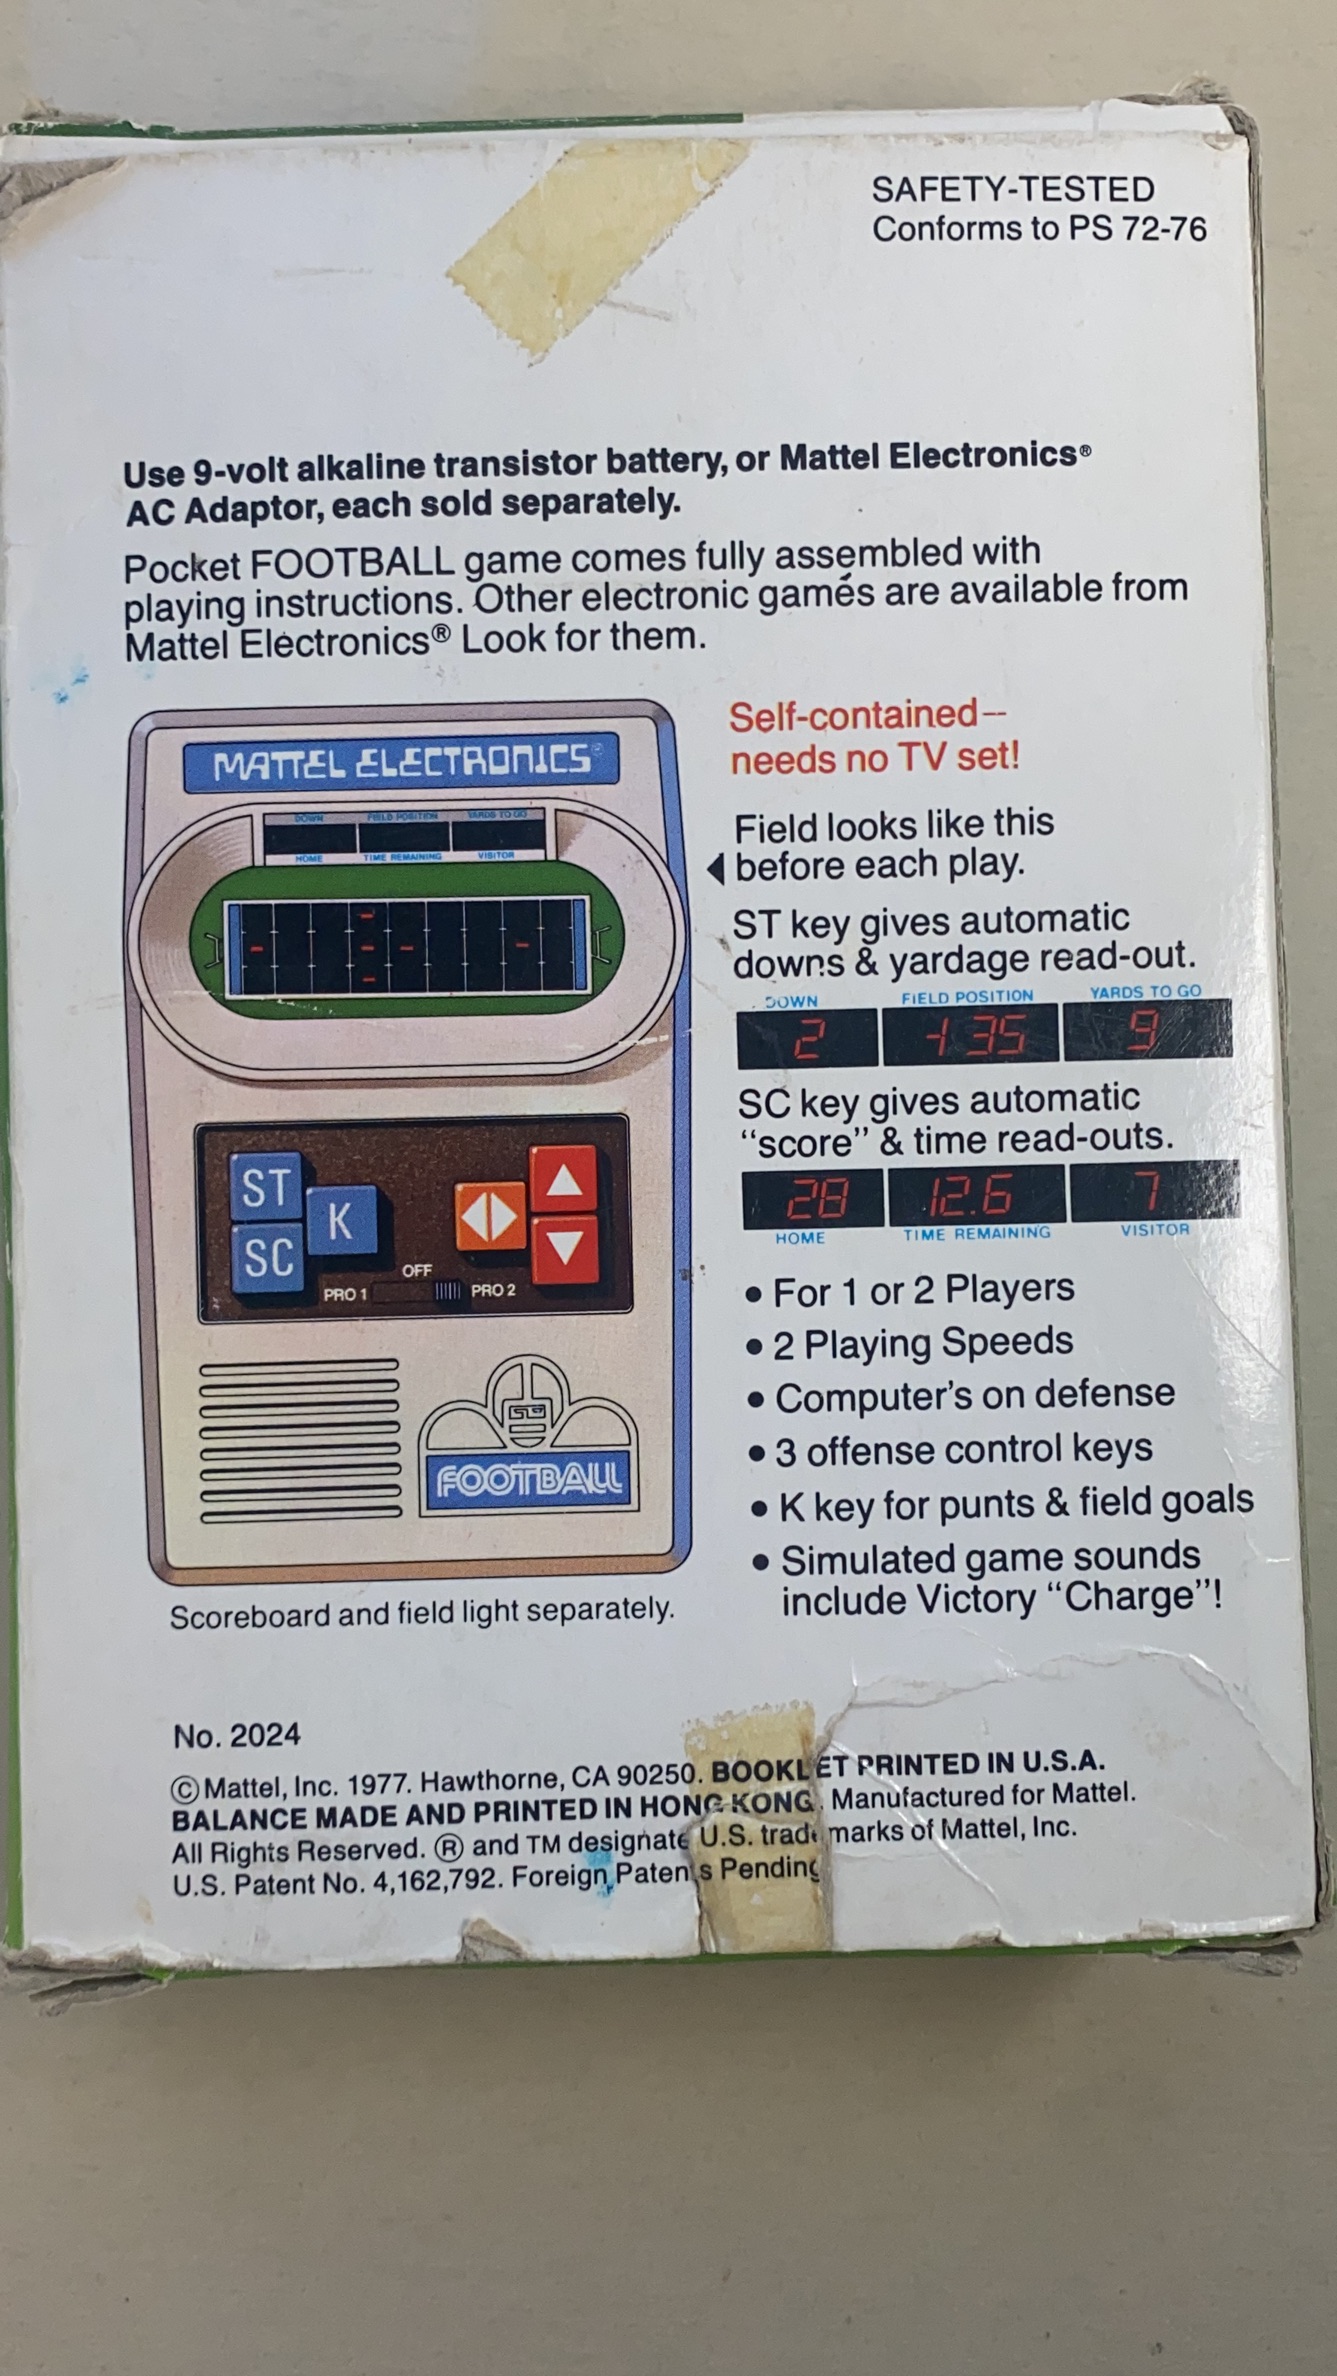 SAFETY-TESTED
Conforms to PS 72-76
Use 9-volt alkaline transistor battery, or Mattel Electronics®
AC Adaptor, each sold separately.
Pocket FOOTBALL game comes fully assembled with
playing instructions. Other electronic games are available from
Mattel Electronics® Look for them.
MATTEL ELECTRONICS®
DOWN FIELD POSITION YARDS TO GO
HOME TIME REMAINING VISITOR
ST
K
SC
OFF
PRO 1 PRO 2
FOOTBALL
Scoreboard and field light separately.
Self-contained--
needs no TV set!
Field looks like this
◀ before each play.
ST key gives automatic
downs & yardage read-out.
DOWN FIELD POSITION YARDS TO GO
2 -| 35 9
SC key gives automatic
"score" & time read-outs.
28 12.6 7
HOME TIME REMAINING VISITOR
• For 1 or 2 Players
• 2 Playing Speeds
• Computer's on defense
• 3 offense control keys
• K key for punts & field goals
• Simulated game sounds
include Victory "Charge"!
No. 2024
© Mattel, Inc. 1977. Hawthorne, CA 90250. BOOKLET PRINTED IN U.S.A.
BALANCE MADE AND PRINTED IN HONG KONG. Manufactured for Mattel.
All Rights Reserved. ® and TM designate U.S. trademarks of Mattel, Inc.
U.S. Patent No. 4,162,792. Foreign Patents Pending